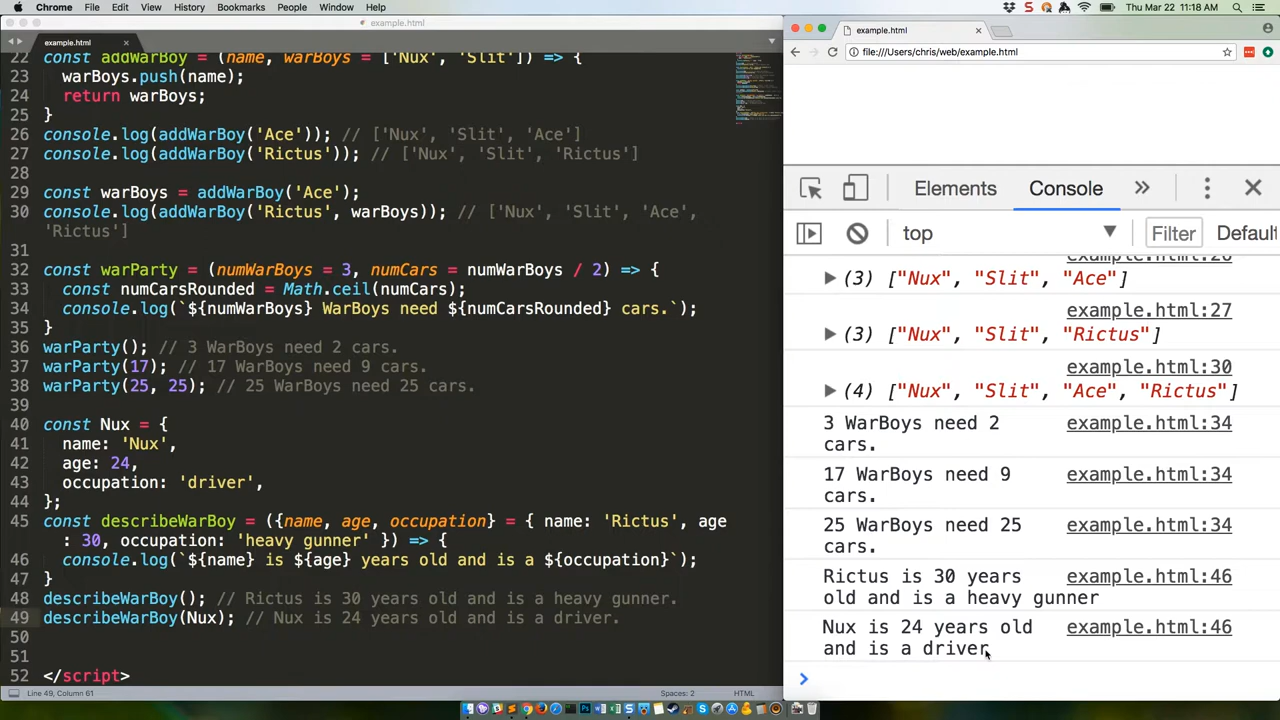 Chrome File Edit View History Bookmarks People Window Help Thu Mar 22 11:18 AM
example.html
example.html
22 const addWarBoy = (name, warBoys = ['Nux', 'Slit']) => {
23 warBoys.push(name);
24 return warBoys;
25 }
26 console.log(addWarBoy('Ace')); // ['Nux', 'Slit', 'Ace']
27 console.log(addWarBoy('Rictus')); // ['Nux', 'Slit', 'Rictus']
28
29 const warBoys = addWarBoy('Ace');
30 console.log(addWarBoy('Rictus', warBoys)); // ['Nux', 'Slit', 'Ace',
'Rictus']
31
32 const warParty = (numWarBoys = 3, numCars = numWarBoys / 2) => {
33 const numCarsRounded = Math.ceil(numCars);
34 console.log(`${numWarBoys} WarBoys need ${numCarsRounded} cars.`);
35 }
36 warParty(); // 3 WarBoys need 2 cars.
37 warParty(17); // 17 WarBoys need 9 cars.
38 warParty(25, 25); // 25 WarBoys need 25 cars.
39
40 const Nux = {
41 name: 'Nux',
42 age: 24,
43 occupation: 'driver',
44 };
45 const describeWarBoy = ({name, age, occupation} = { name: 'Rictus', age
: 30, occupation: 'heavy gunner' }) => {
46 console.log(`${name} is ${age} years old and is a ${occupation}`);
47 }
48 describeWarBoy(); // Rictus is 30 years old and is a heavy gunner.
49 describeWarBoy(Nux); // Nux is 24 years old and is a driver.
50
51
52 </script>
Line 49, Column 61 Spaces: 2 HTML
example.html
file:///Users/chris/web/example.html
Elements Console
top Filter Default
example.html:26
(3) ["Nux", "Slit", "Ace"]
example.html:27
(3) ["Nux", "Slit", "Rictus"]
example.html:30
(4) ["Nux", "Slit", "Ace", "Rictus"]
3 WarBoys need 2 example.html:34
cars.
17 WarBoys need 9 example.html:34
cars.
25 WarBoys need 25 example.html:34
cars.
Rictus is 30 years example.html:46
old and is a heavy gunner
Nux is 24 years old example.html:46
and is a driver